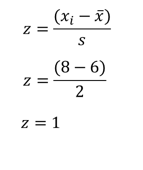 z = (xᵢ − x̄) / s
z = (8 − 6) / 2
z = 1